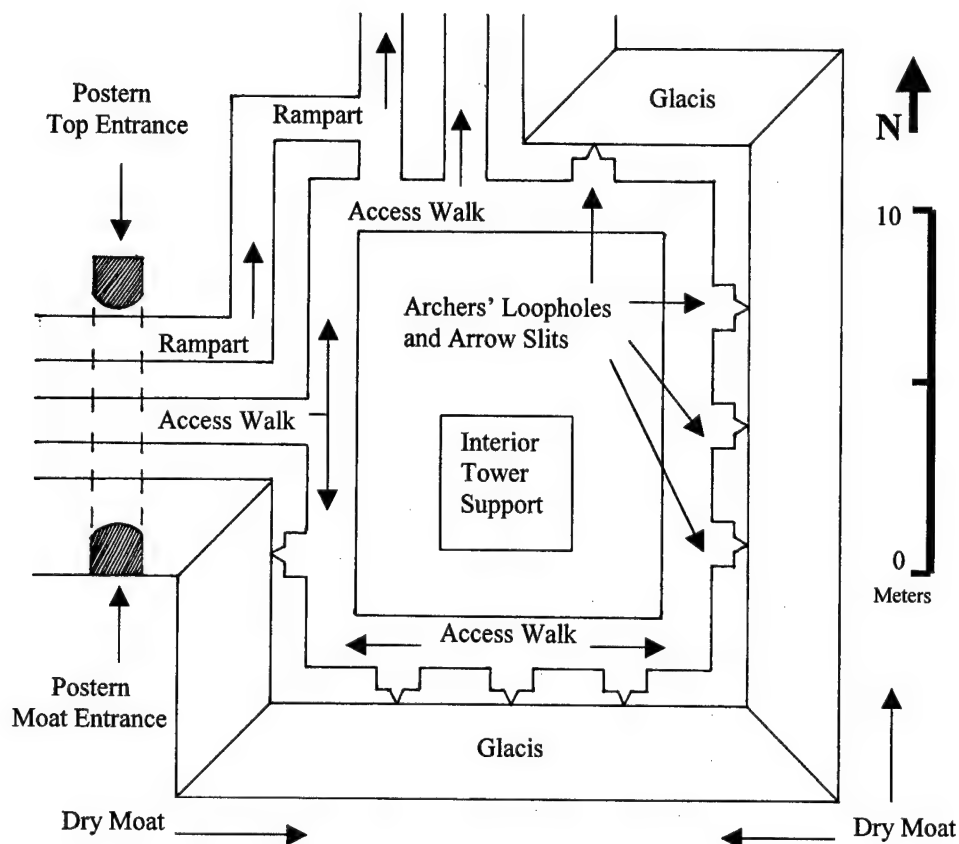 Postern
Top Entrance
Rampart
Glacis
N
Access Walk
10
Archers' Loopholes
and Arrow Slits
Rampart
Access Walk
Interior
Tower
Support
0
Meters
Access Walk
Postern
Moat Entrance
Glacis
Dry Moat
Dry Moat